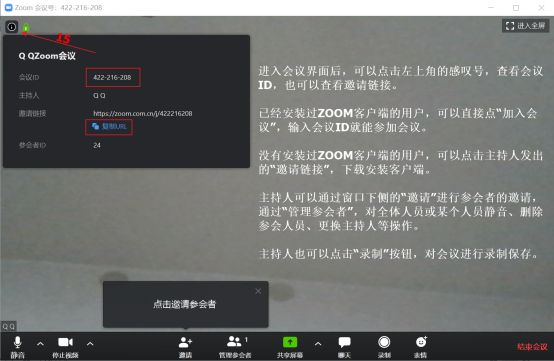 Zoom 会议号：422-216-208
进入全屏
15
Q QZoom会议
会议ID 422-216-208
主持人 Q Q
邀请链接 https://zoom.com.cn/j/422216208
复制URL
参会者ID 24
进入会议界面后，可以点击左上角的感叹号，查看会议
ID，也可以查看邀请链接。
已经安装过ZOOM客户端的用户，可以直接点“加入会
议”，输入会议ID就能参加会议。
没有安装过ZOOM客户端的用户，可以点击主持人发出
的“邀请链接”，下载安装客户端。
主持人可以通过窗口下侧的“邀请”进行参会者的邀请，
通过“管理参会者”，对全体人员或某个人员静音、删除
参会人员、更换主持人等操作。
主持人也可以点击“录制”按钮，对会议进行录制保存。
点击邀请参会者
Q Q
静音 停止视频 邀请 管理参会者 1 共享屏幕 聊天 录制 表情 结束会议